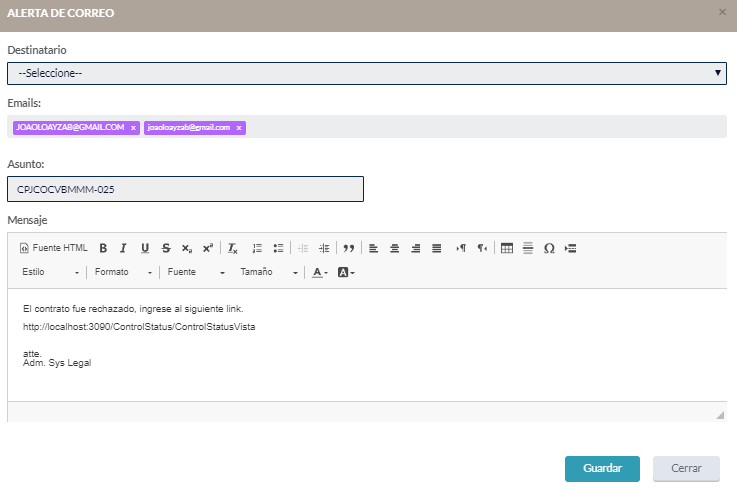 ALERTA DE CORREO ×
Destinatario
--Seleccione--
Emails:
JOAOLOAYZAB@GMAIL.COM × joaoloayzab@gmail.com ×
Asunto:
CPJCOCVBMMM-025
Mensaje
Fuente HTML B I U S x₂ x² Tx
Estilo Formato Fuente Tamaño A A
El contrato fue rechazado, ingrese al siguiente link.
http://localhost:3090/ControlStatus/ControlStatusVista
atte.
Adm. Sys Legal
Guardar Cerrar